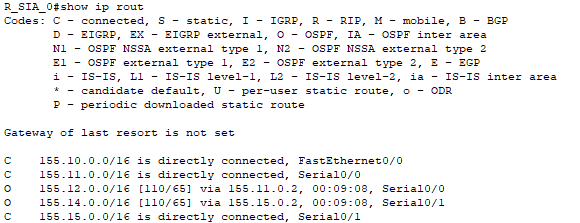 R_SIA_0#show ip rout
Codes: C - connected, S - static, I - IGRP, R - RIP, M - mobile, B - BGP
D - EIGRP, EX - EIGRP external, O - OSPF, IA - OSPF inter area
N1 - OSPF NSSA external type 1, N2 - OSPF NSSA external type 2
E1 - OSPF external type 1, E2 - OSPF external type 2, E - EGP
i - IS-IS, L1 - IS-IS level-1, L2 - IS-IS level-2, ia - IS-IS inter area
* - candidate default, U - per-user static route, o - ODR
P - periodic downloaded static route
Gateway of last resort is not set
C 155.10.0.0/16 is directly connected, FastEthernet0/0
C 155.11.0.0/16 is directly connected, Serial0/0
O 155.12.0.0/16 [110/65] via 155.11.0.2, 00:09:08, Serial0/0
O 155.14.0.0/16 [110/65] via 155.15.0.2, 00:09:08, Serial0/1
C 155.15.0.0/16 is directly connected, Serial0/1